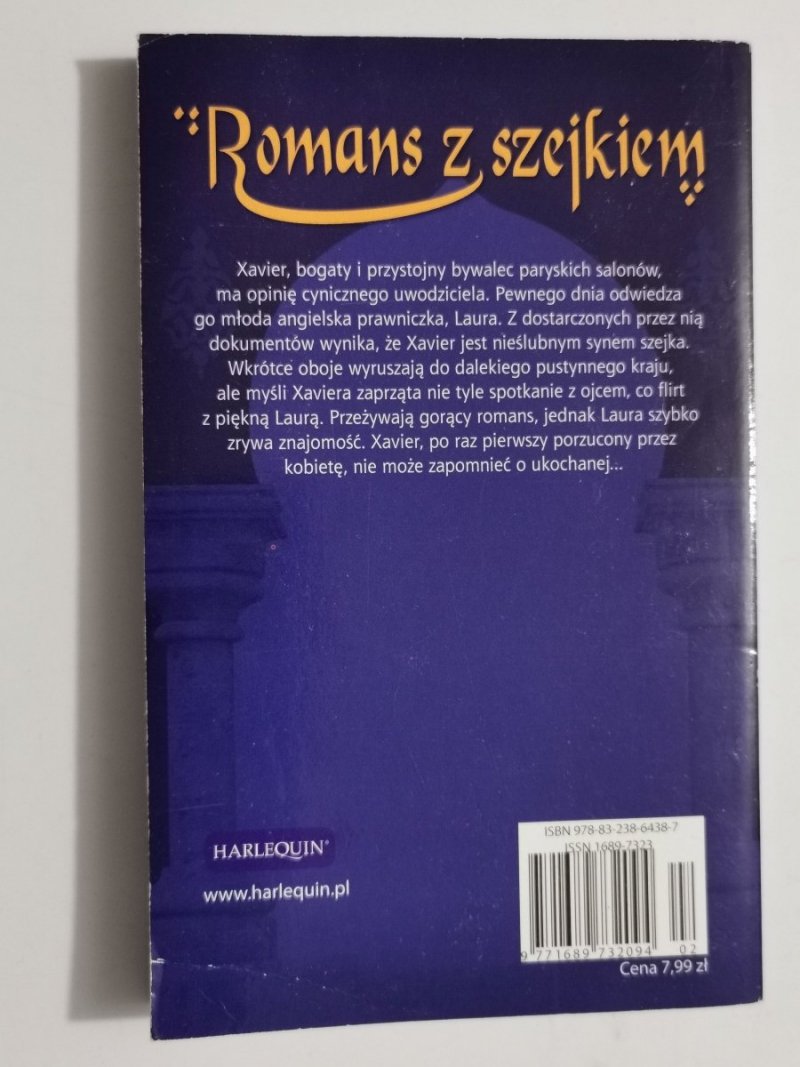 Romans z szejkiem
Xavier, bogaty i przystojny bywalec paryskich salonów,
ma opinię cynicznego uwodziciela. Pewnego dnia odwiedza
go młoda angielska prawniczka, Laura. Z dostarczonych przez nią
dokumentów wynika, że Xavier jest nieślubnym synem szejka.
Wkrótce oboje wyruszają do dalekiego pustynnego kraju,
ale myśli Xaviera zaprząta nie tyle spotkanie z ojcem, co flirt
z piękną Laurą. Przeżywają gorący romans, jednak Laura szybko
zrywa znajomość. Xavier, po raz pierwszy porzucony przez
kobietę, nie może zapomnieć o ukochanej...
HARLEQUIN®
www.harlequin.pl
ISBN 978-83-238-6438-7
ISSN 1689-7323
9 771689 732094 02
Cena 7,99 zł